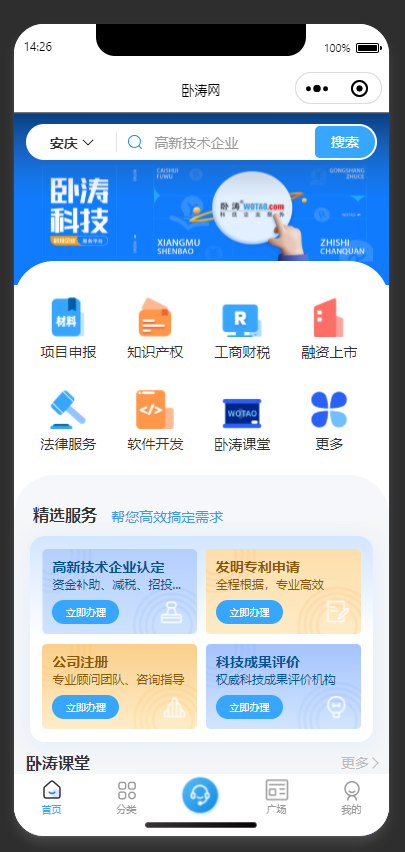 14:26
100%
卧涛网
安庆
高新技术企业
搜索
CAISHUI
FUWU
GONGSHANG
ZHUCE
卧涛
科技
卧涛®WOTAO.com
科技企业服务
XIANGMU
SHENBAO
ZHISHI
CHANQUAN
材料
R
项目申报
知识产权
工商财税
融资上市
</>
WOTAO
法律服务
软件开发
卧涛课堂
更多
精选服务
帮您高效搞定需求
高新技术企业认定
资金补助、减税、招投...
立即办理
发明专利申请
全程根据，专业高效
立即办理
公司注册
专业顾问团队、咨询指导
立即办理
科技成果评价
权威科技成果评价机构
立即办理
卧涛课堂
更多
首页
分类
广场
我的